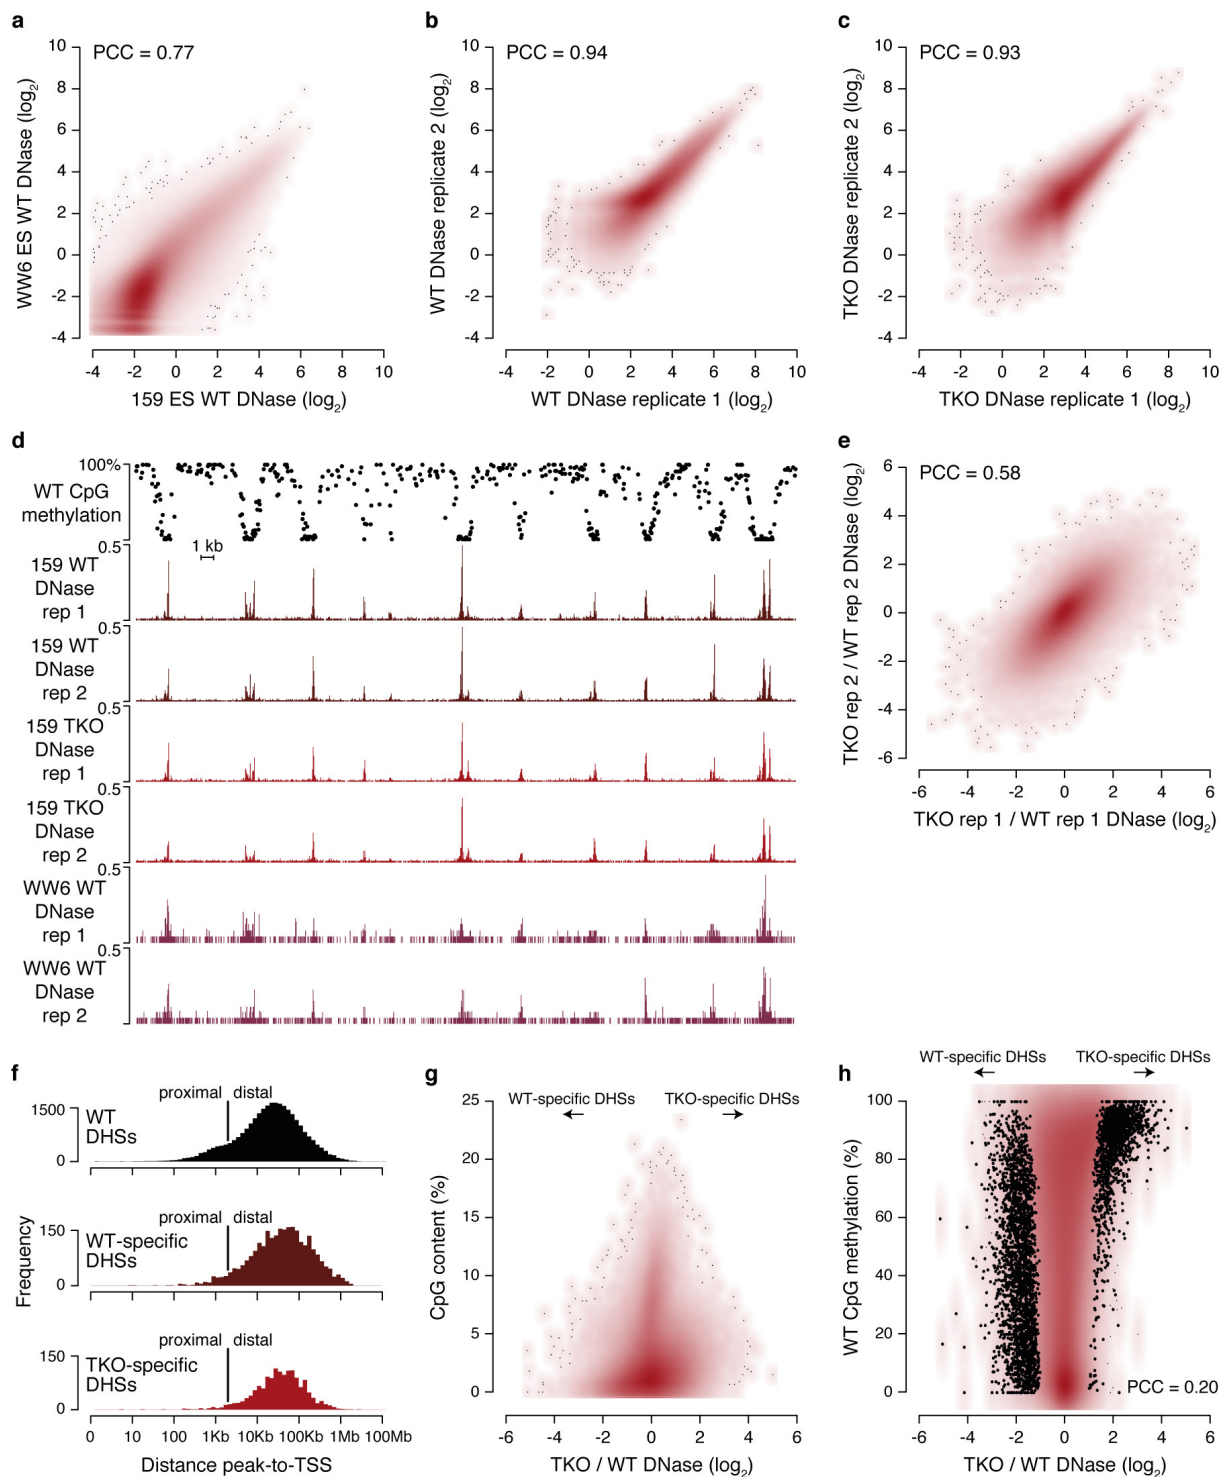 a
PCC = 0.77
WW6 ES WT DNase (log2)
10
8
6
4
2
0
-2
-4
-4 -2 0 2 4 6 8 10
159 ES WT DNase (log2)
b
PCC = 0.94
WT DNase replicate 2 (log2)
10
8
6
4
2
0
-2
-4
-4 -2 0 2 4 6 8 10
WT DNase replicate 1 (log2)
c
PCC = 0.93
TKO DNase replicate 2 (log2)
10
8
6
4
2
0
-2
-4
-4 -2 0 2 4 6 8 10
TKO DNase replicate 1 (log2)
d
100%
WT CpG
methylation
1 kb
0.5
159 WT
DNase
rep 1
0.5
159 WT
DNase
rep 2
0.5
159 TKO
DNase
rep 1
0.5
159 TKO
DNase
rep 2
0.5
WW6 WT
DNase
rep 1
0.5
WW6 WT
DNase
rep 2
e
PCC = 0.58
TKO rep 2 / WT rep 2 DNase (log2)
6
4
2
0
-2
-4
-6
-6 -4 -2 0 2 4 6
TKO rep 1 / WT rep 1 DNase (log2)
f
Frequency
proximal distal
1500
0
WT
DHSs
proximal distal
150
0
WT-specific
DHSs
proximal distal
150
0
TKO-specific
DHSs
0 10 100 1Kb 10Kb 100Kb 1Mb 100Mb
Distance peak-to-TSS
g
WT-specific DHSs TKO-specific DHSs
CpG content (%)
25
20
15
10
5
0
-6 -4 -2 0 2 4 6
TKO / WT DNase (log2)
h
WT-specific DHSs TKO-specific DHSs
WT CpG methylation (%)
100
80
60
40
20
0
PCC = 0.20
-6 -4 -2 0 2 4 6
TKO / WT DNase (log2)